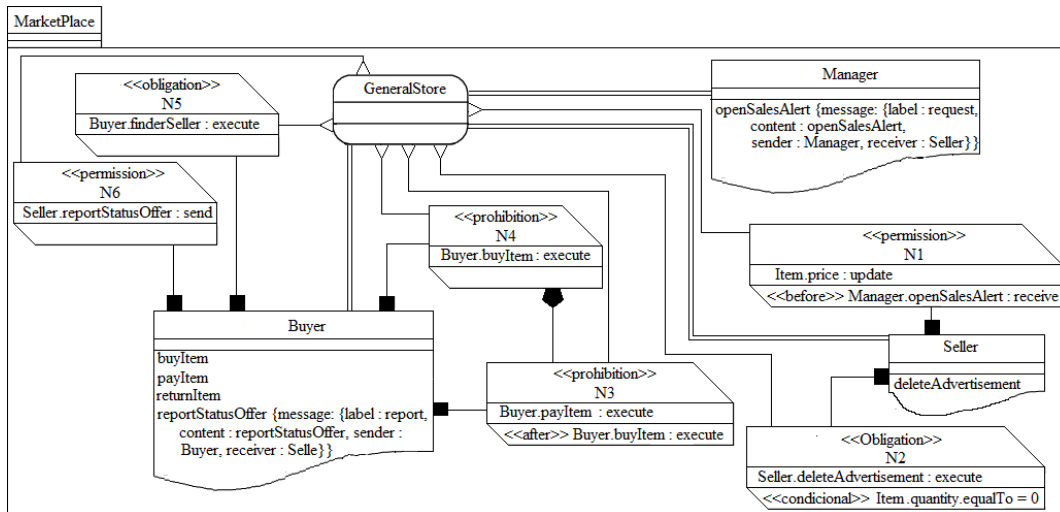 MarketPlace
GeneralStore
Manager
openSalesAlert {message: {label : request,
content : openSalesAlert,
sender : Manager, receiver : Seller}}
<<obligation>>
N5
Buyer.finderSeller : execute
<<permission>>
N6
Seller.reportStatusOffer : send
<<prohibition>>
N4
Buyer.buyItem : execute
<<permission>>
N1
Item.price : update
<<before>> Manager.openSalesAlert : receive
Buyer
buyItem
payItem
returnItem
reportStatusOffer {message: {label : report,
content : reportStatusOffer, sender :
Buyer, receiver : Selle}}
<<prohibition>>
N3
Buyer.payItem : execute
<<after>> Buyer.buyItem : execute
Seller
deleteAdvertisement
<<Obligation>>
N2
Seller.deleteAdvertisement : execute
<<condicional>> Item.quantity.equalTo = 0